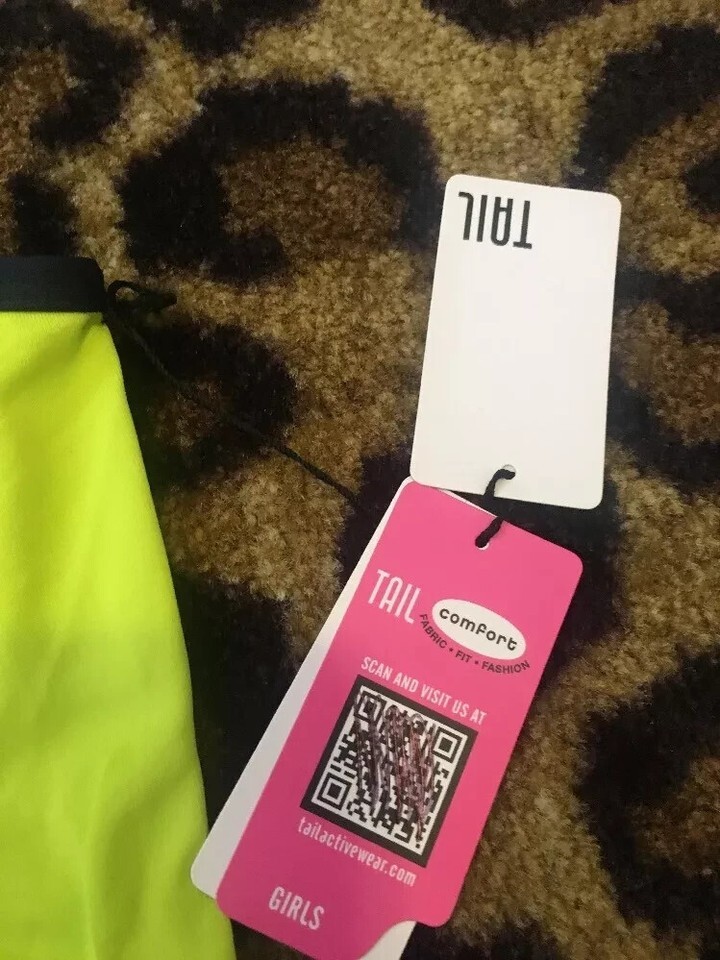 TAIL
TAIL
comfort
FABRIC • FIT • FASHION
SCAN AND VISIT US AT
tailactivewear.com
GIRLS